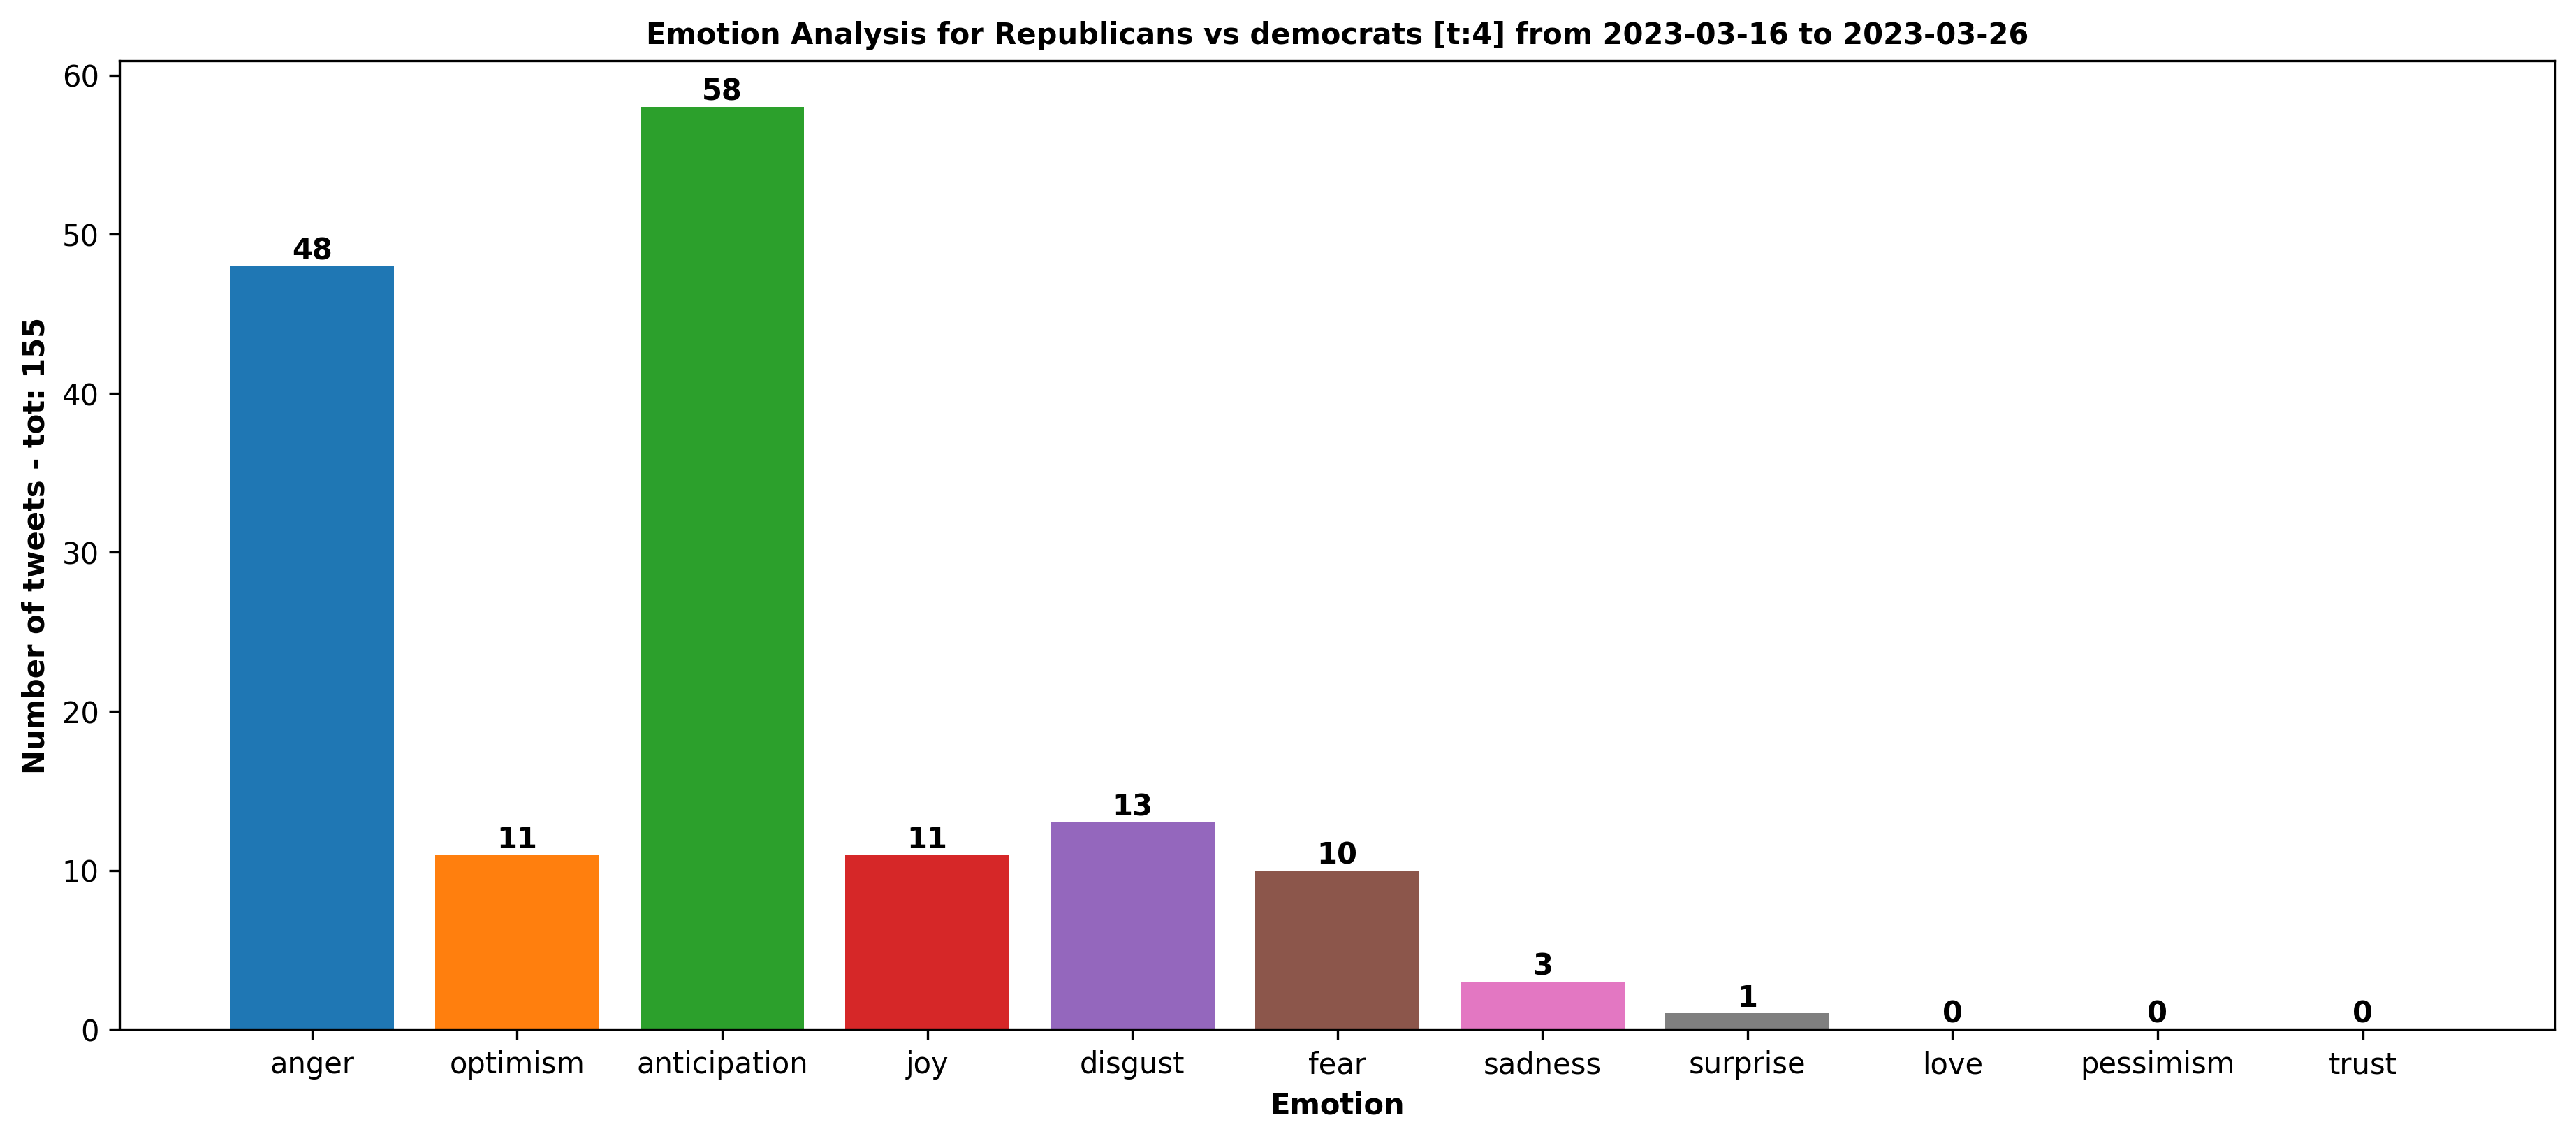 Emotion Analysis for Republicans vs democrats [t:4] from 2023-03-16 to 2023-03-26
Number of tweets - tot: 155
60
50
40
30
20
10
0
48
11
58
11
13
10
3
1
0
0
0
anger
optimism
anticipation
joy
disgust
fear
sadness
surprise
love
pessimism
trust
Emotion